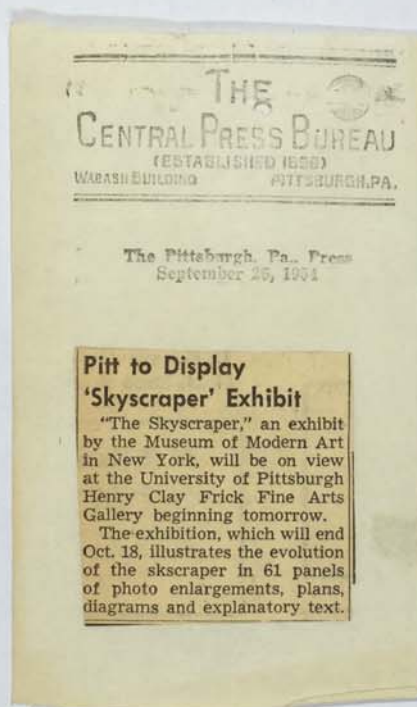 THE
CENTRAL PRESS BUREAU
(ESTABLISHED 1898)
WABASH BUILDING PITTSBURGH, PA.
The Pittsburgh, Pa., Press
September 26, 1954
Pitt to Display
'Skyscraper' Exhibit
"The Skyscraper," an exhibit
by the Museum of Modern Art
in New York, will be on view
at the University of Pittsburgh
Henry Clay Frick Fine Arts
Gallery beginning tomorrow.
The exhibition, which will end
Oct. 18, illustrates the evolution
of the skscraper in 61 panels
of photo enlargements, plans,
diagrams and explanatory text.